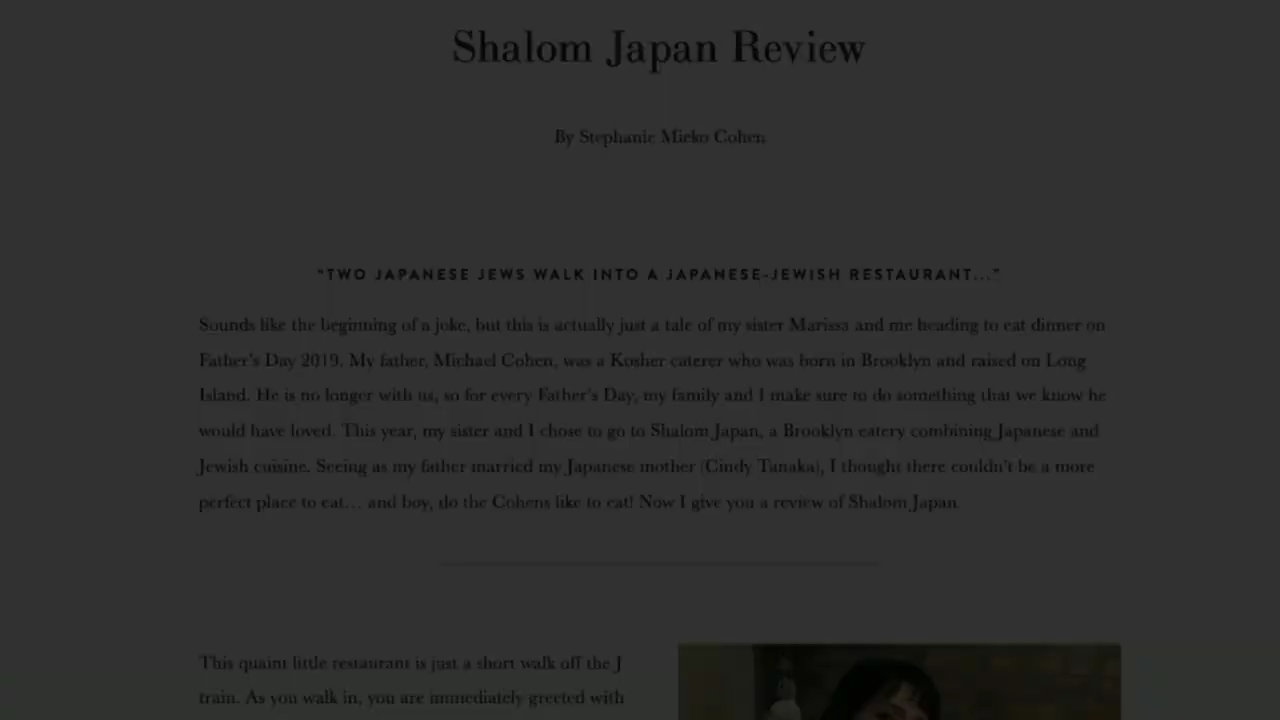 Shalom Japan Review
By Stephanie Mieko Cohen
"TWO JAPANESE JEWS WALK INTO A JAPANESE-JEWISH RESTAURANT..."
Sounds like the beginning of a joke, but this is actually just a tale of my sister Marissa and me heading to eat dinner on
Father's Day 2019. My father, Michael Cohen, was a Kosher caterer who was born in Brooklyn and raised on Long
Island. He is no longer with us, so for every Father's Day, my family and I make sure to do something that we know he
would have loved. This year, my sister and I chose to go to Shalom Japan, a Brooklyn eatery combining Japanese and
Jewish cuisine. Seeing as my father married my Japanese mother (Cindy Tanaka), I thought there couldn't be a more
perfect place to eat… and boy, do the Cohens like to eat! Now I give you a review of Shalom Japan.
This quaint little restaurant is just a short walk off the J
train. As you walk in, you are immediately greeted with